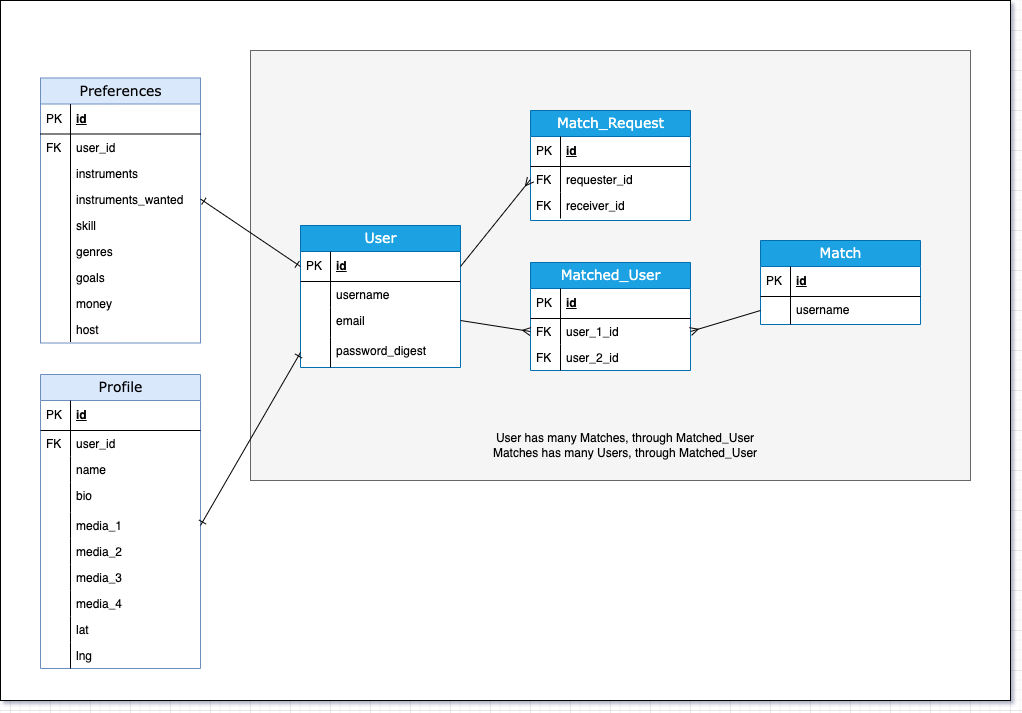 Preferences
PK id
FK user_id
instruments
instruments_wanted
skill
genres
goals
money
host
Profile
PK id
FK user_id
name
bio
media_1
media_2
media_3
media_4
lat
lng
User
PK id
username
email
password_digest
Match_Request
PK id
FK requester_id
FK receiver_id
Matched_User
PK id
FK user_1_id
FK user_2_id
Match
PK id
username
User has many Matches, through Matched_User
Matches has many Users, through Matched_User